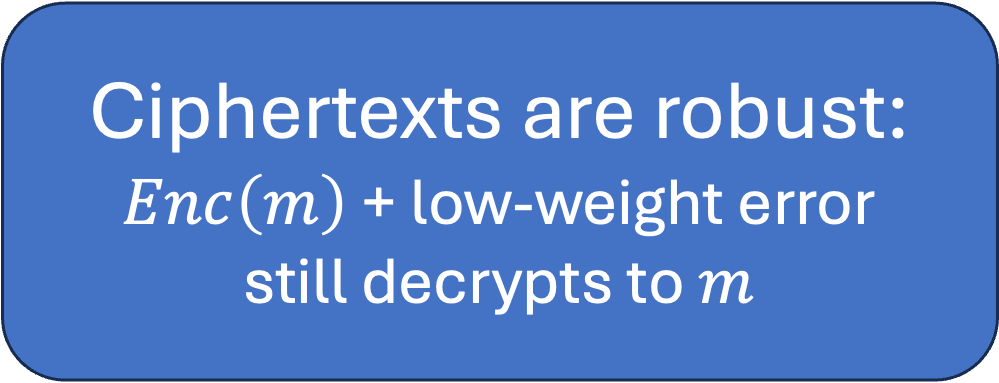 Ciphertexts are robust:
Enc(m) + low-weight error
still decrypts to m